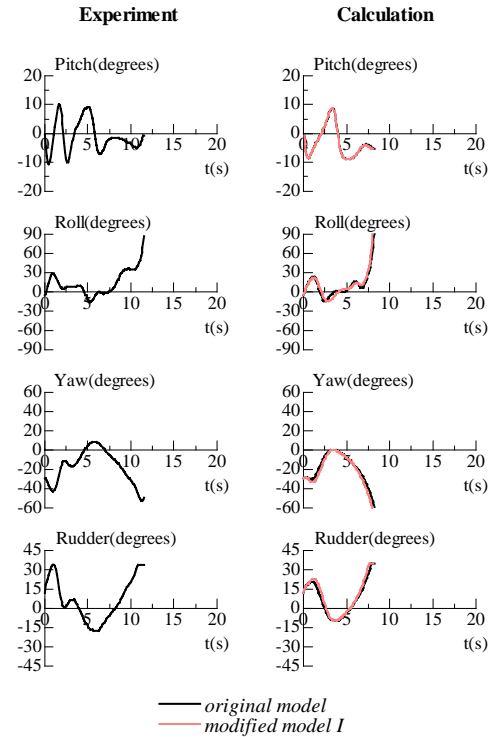 Experiment
Calculation
Pitch(degrees)
20
10
0
-10
-20
0 5 10 15 20
t(s)
Pitch(degrees)
20
10
0
-10
-20
0 5 10 15 20
t(s)
Roll(degrees)
90
60
30
0
-30
-60
-90
0 5 10 15 20
t(s)
Roll(degrees)
90
60
30
0
-30
-60
-90
0 5 10 15 20
t(s)
Yaw(degrees)
60
40
20
0
-20
-40
-60
0 5 10 15 20
t(s)
Yaw(degrees)
60
40
20
0
-20
-40
-60
0 5 10 15 20
t(s)
Rudder(degrees)
45
30
15
0
-15
-30
-45
0 5 10 15 20
t(s)
Rudder(degrees)
45
30
15
0
-15
-30
-45
0 5 10 15 20
t(s)
original model
modified model I